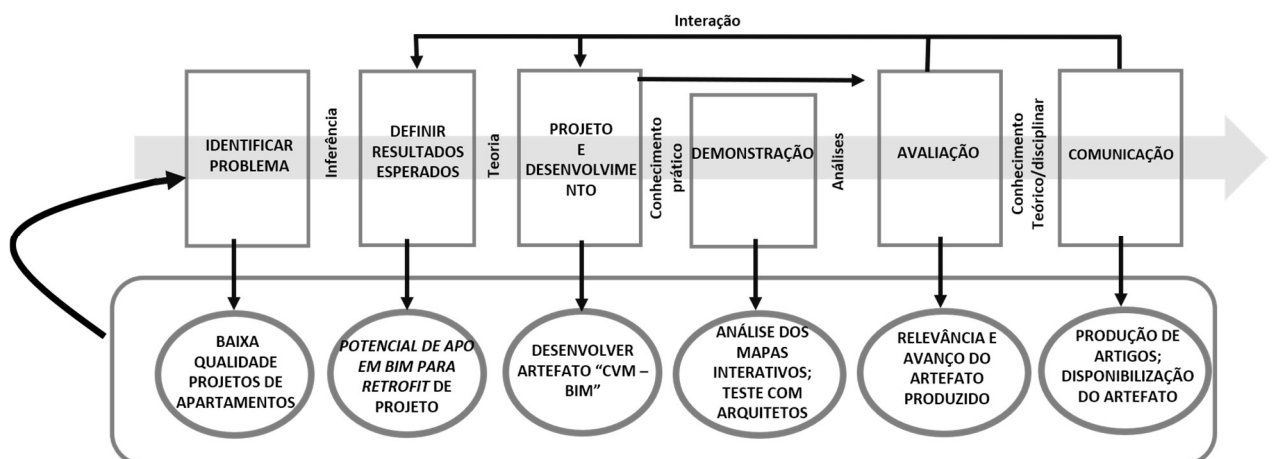 Interação
IDENTIFICAR
PROBLEMA
Inferência
DEFINIR
RESULTADOS
ESPERADOS
Teoria
PROJETO
E
DESENVOLVIME
NTO
Conhecimento
prático
DEMONSTRAÇÃO
Análises
AVALIAÇÃO
Conhecimento
Teórico/disciplinar
COMUNICAÇÃO
BAIXA
QUALIDADE
PROJETOS DE
APARTAMENTOS
POTENCIAL DE APO
EM BIM PARA
RETROFIT DE
PROJETO
DESENVOLVER
ARTEFATO “CVM –
BIM”
ANÁLISE DOS
MAPAS
INTERATIVOS;
TESTE COM
ARQUITETOS
RELEVÂNCIA E
AVANÇO DO
ARTEFATO
PRODUZIDO
PRODUÇÃO DE
ARTIGOS;
DISPONIBILIZAÇÃO
DO ARTEFATO